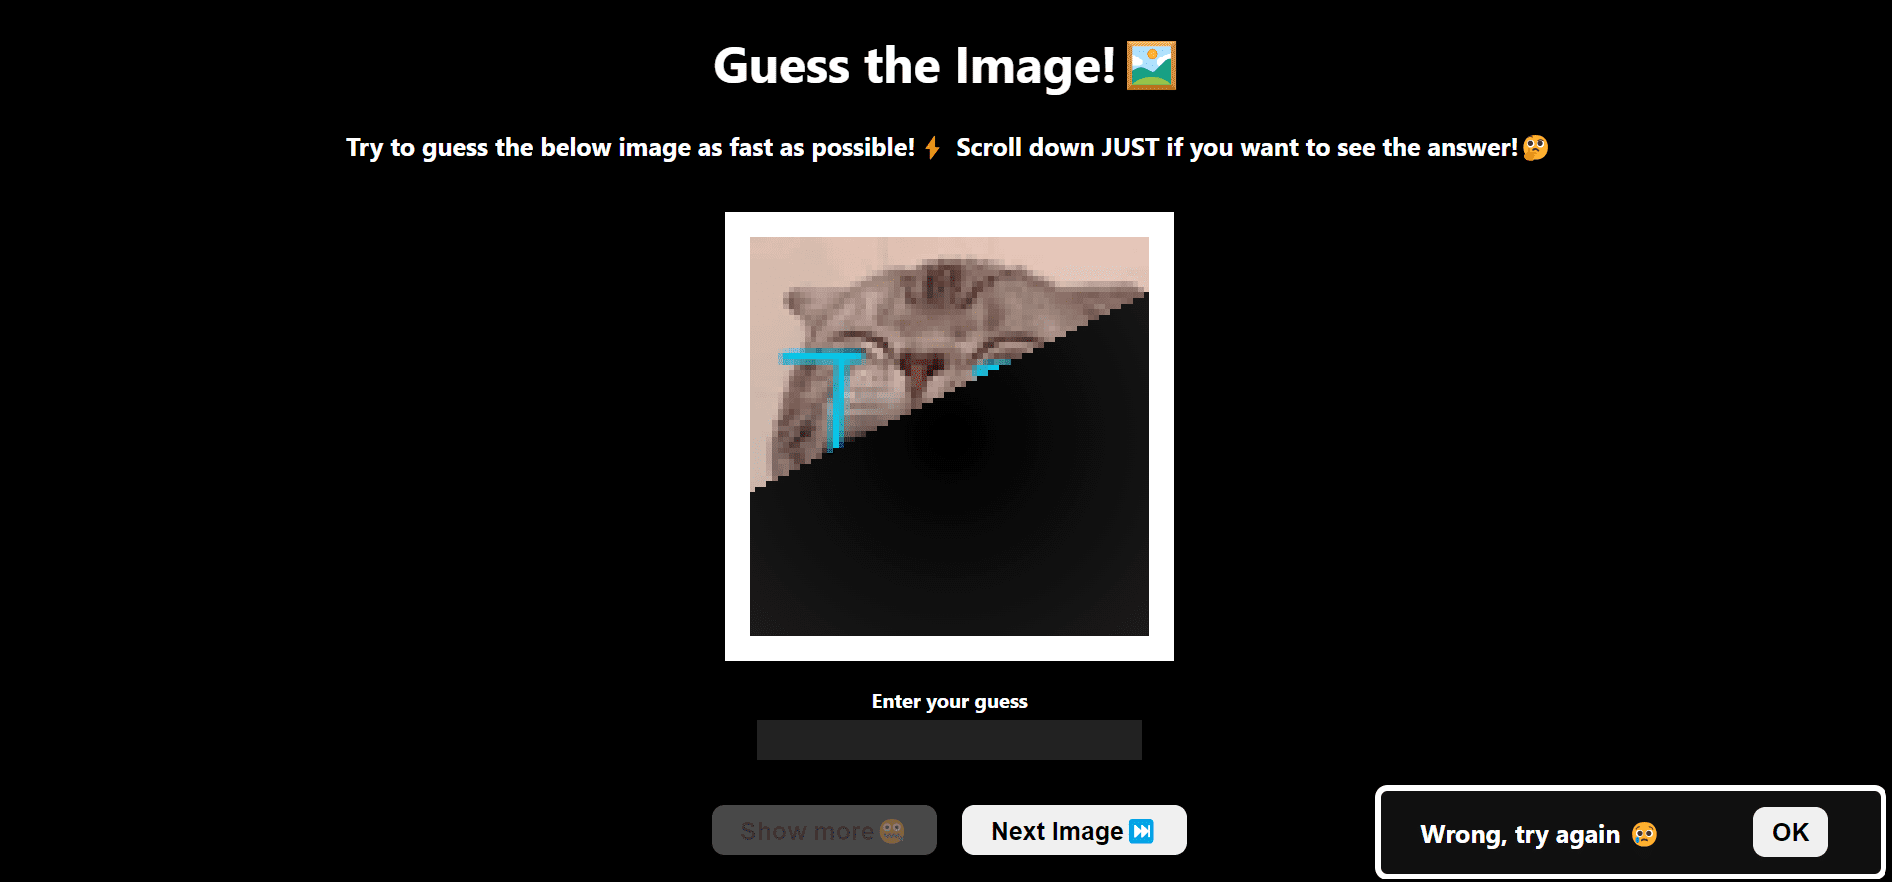 Guess the Image!🖼️
Try to guess the below image as fast as possible!⚡ Scroll down JUST if you want to see the answer!🤔
Enter your guess
Show more🤐
Next Image⏭️
Wrong, try again 😢
OK